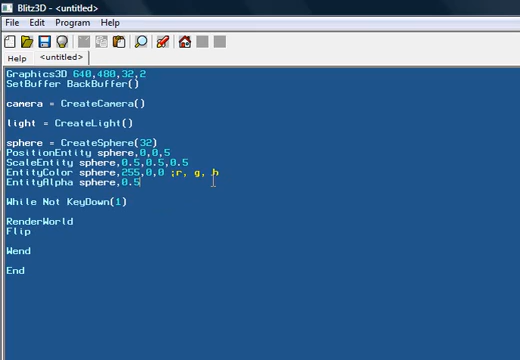 Blitz3D - <untitled>
File Edit Program Help
Help <untitled>
Graphics3D 640,480,32,2
SetBuffer BackBuffer()
camera = CreateCamera()
light = CreateLight()
sphere = CreateSphere(32)
PositionEntity sphere,0,0,5
ScaleEntity sphere,0.5,0.5,0.5
EntityColor sphere,255,0,0 ;r, g, b
EntityAlpha sphere,0.5
While Not KeyDown(1)
RenderWorld
Flip
Wend
End